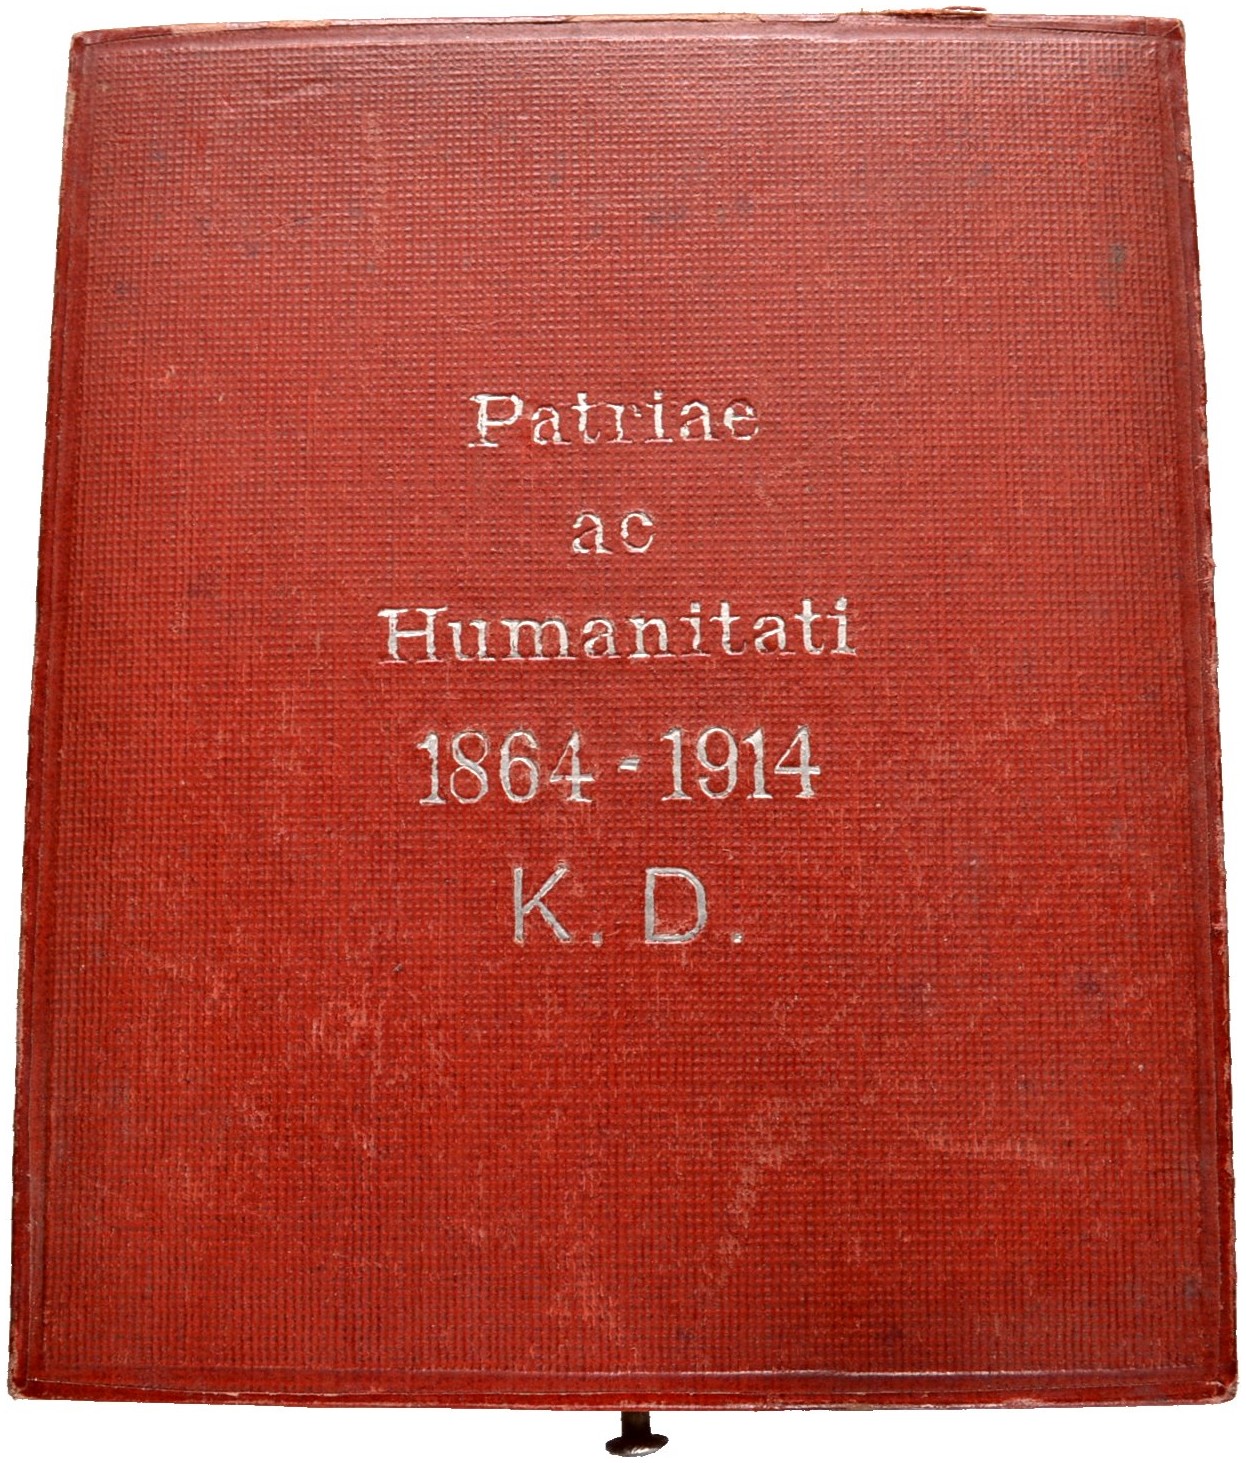 Patriae
ac
Humanitati
1864-1914
K. D.